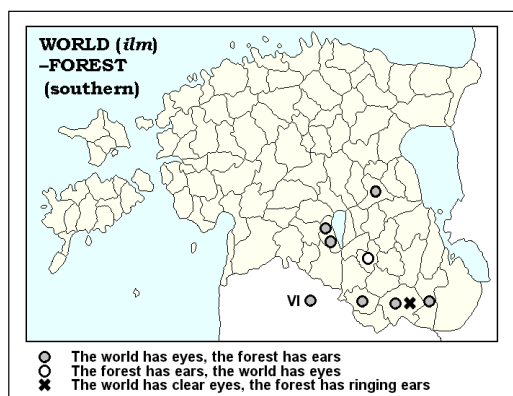 WORLD (ilm)
–FOREST
(southern)
VI
The world has eyes, the forest has ears
The forest has ears, the world has eyes
The world has clear eyes, the forest has ringing ears